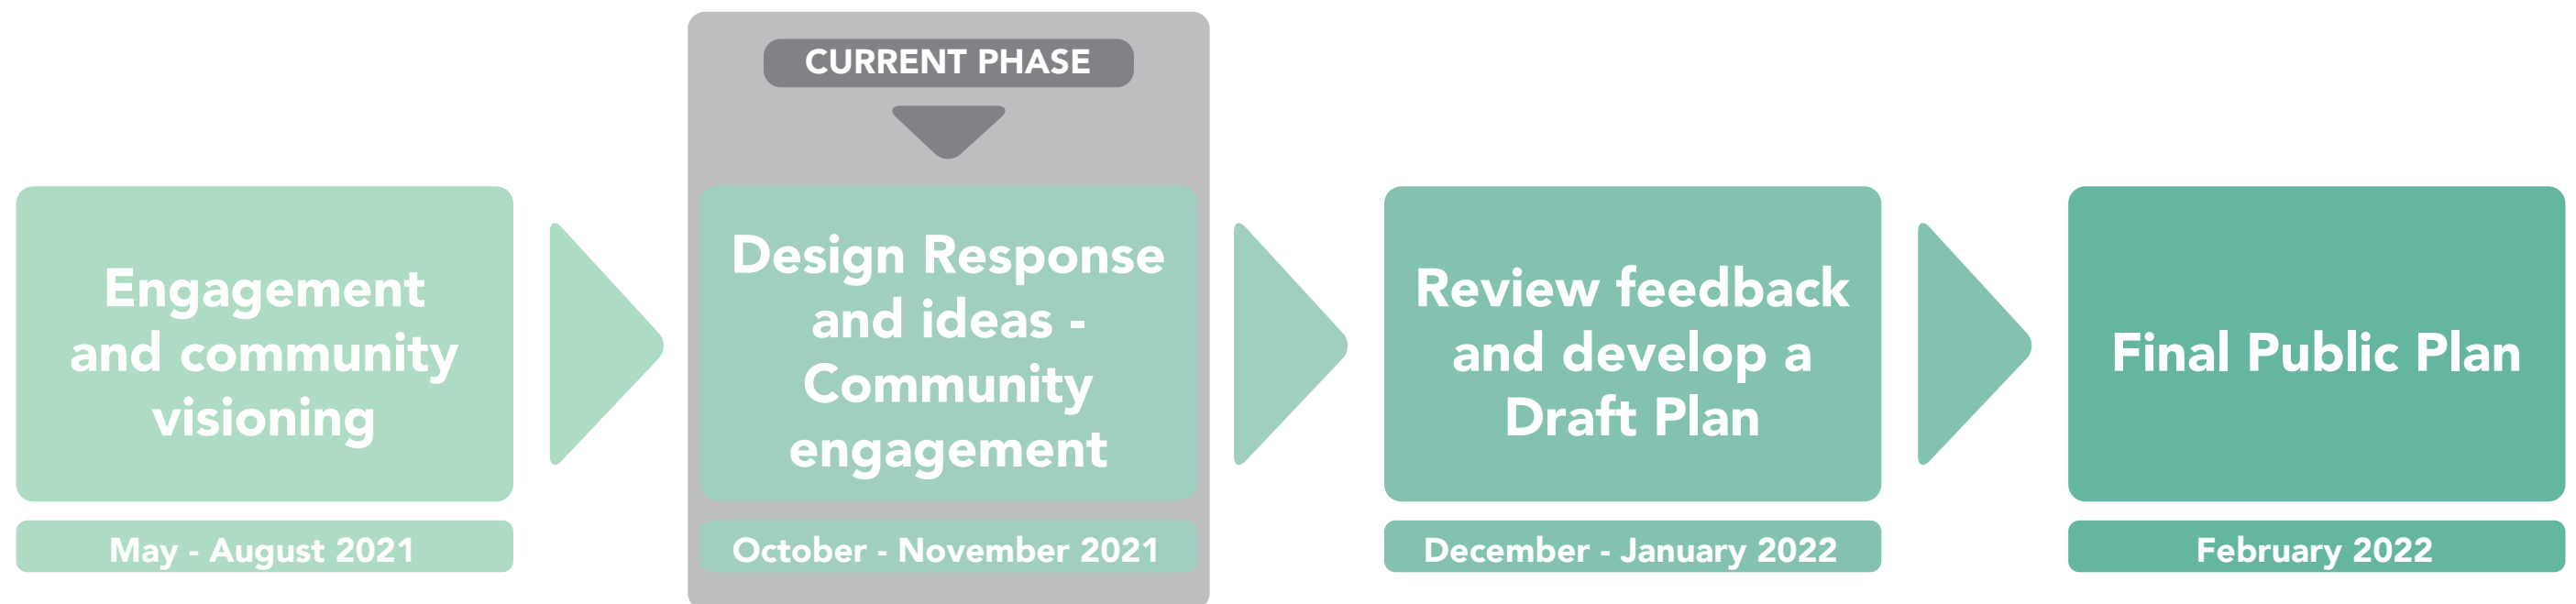 CURRENT PHASE
Engagement
and community
visioning
May - August 2021
Design Response
and ideas -
Community
engagement
October - November 2021
Review feedback
and develop a
Draft Plan
December - January 2022
Final Public Plan
February 2022